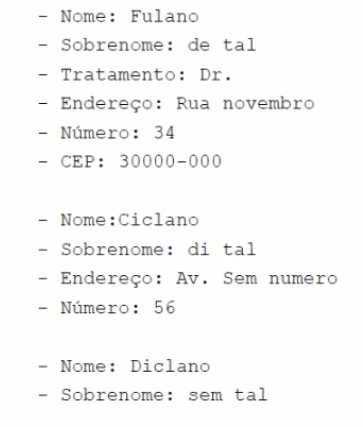 - Nome: Fulano
- Sobrenome: de tal
- Tratamento: Dr.
- Endereço: Rua novembro
- Número: 34
- CEP: 30000-000
- Nome:Ciclano
- Sobrenome: di tal
- Endereço: Av. Sem numero
- Número: 56
- Nome: Diclano
- Sobrenome: sem tal